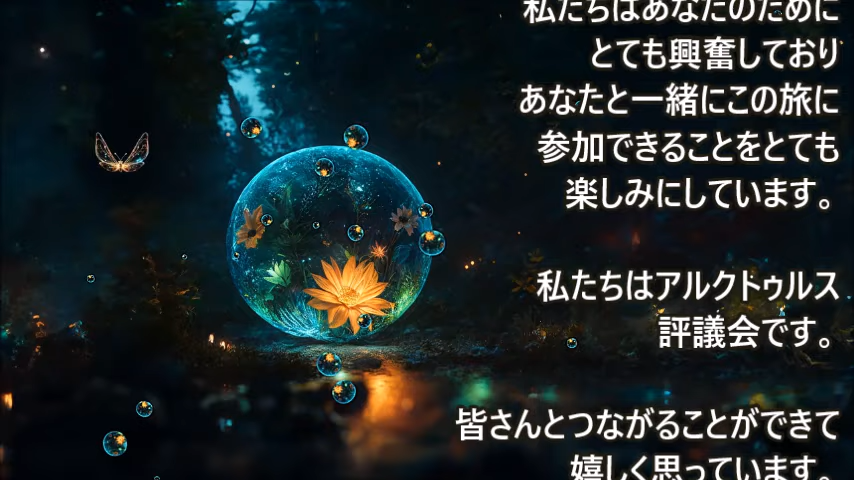 私たちはあなたのために
とても興奮しており
あなたと一緒にこの旅に
参加できることをとても
楽しみにしています。
私たちはアルクトゥルス
評議会です。
皆さんとつながることができて
嬉しく思っています。